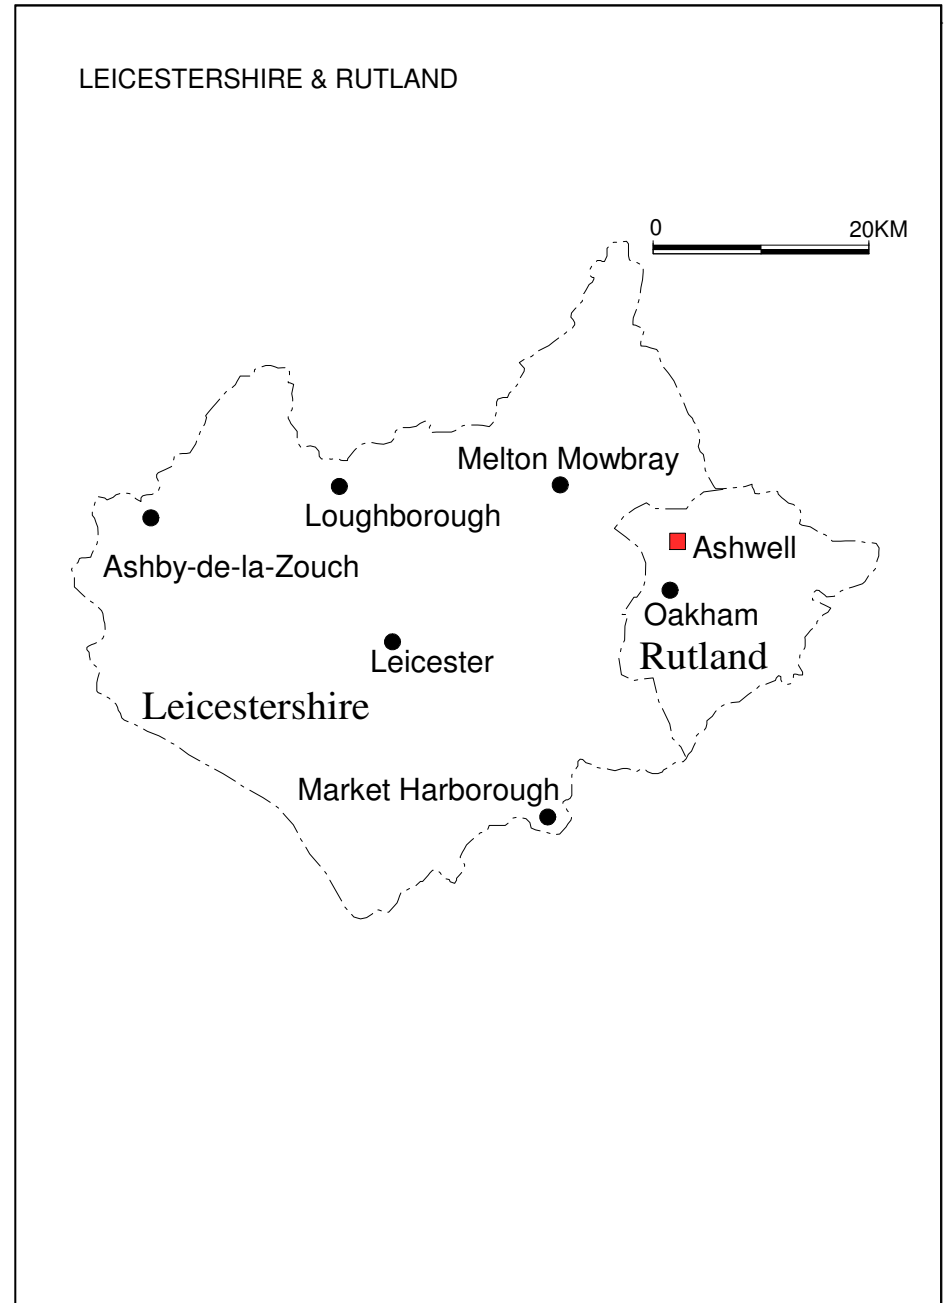 LEICESTERSHIRE & RUTLAND
0 20KM
Melton Mowbray
Loughborough
Ashwell
Ashby-de-la-Zouch
Oakham
Rutland
Leicester
Leicestershire
Market Harborough